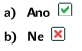 a) Ano ☑
b) Ne ☒